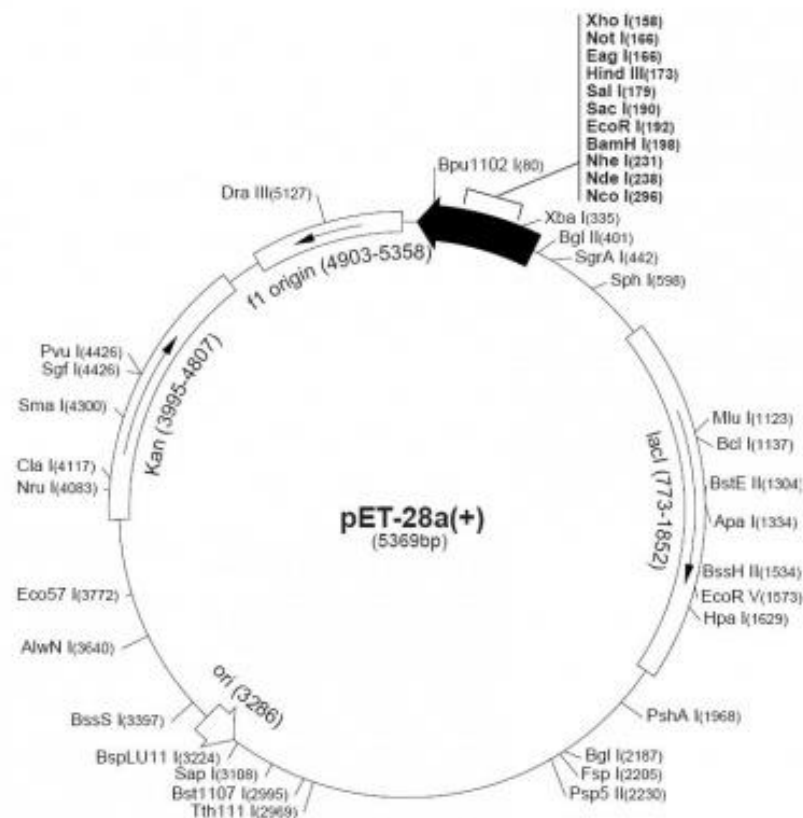 Xho I(158)
Not I(166)
Eag I(166)
Hind III(173)
Sal I(179)
Sac I(190)
EcoR I(192)
BamH I(198)
Nhe I(231)
Nde I(238)
Nco I(296)
Bpu1102 I(80)
Dra III(5127)
Xba I(335)
Bgl II(401)
SgrA I(442)
Sph I(598)
f1 origin (4903-5358)
Pvu I(4426)
Sgf I(4426)
Sma I(4300)
Kan (3995-4807)
Cla I(4117)
Nru I(4083)
Mlu I(1123)
Bcl I(1137)
BstE II(1304)
Apa I(1334)
lacI (773-1852)
pET-28a(+)
(5369bp)
BssH II(1534)
EcoR V(1573)
Hpa I(1629)
Eco57 I(3772)
AlwN I(3640)
ori (3286)
BssS I(3397)
PshA I(1968)
BspLU11 I(3224)
Sap I(3108)
Bst1107 I(2995)
Tth111 I(2969)
Bgl I(2187)
Fsp I(2205)
Psp5 II(2230)